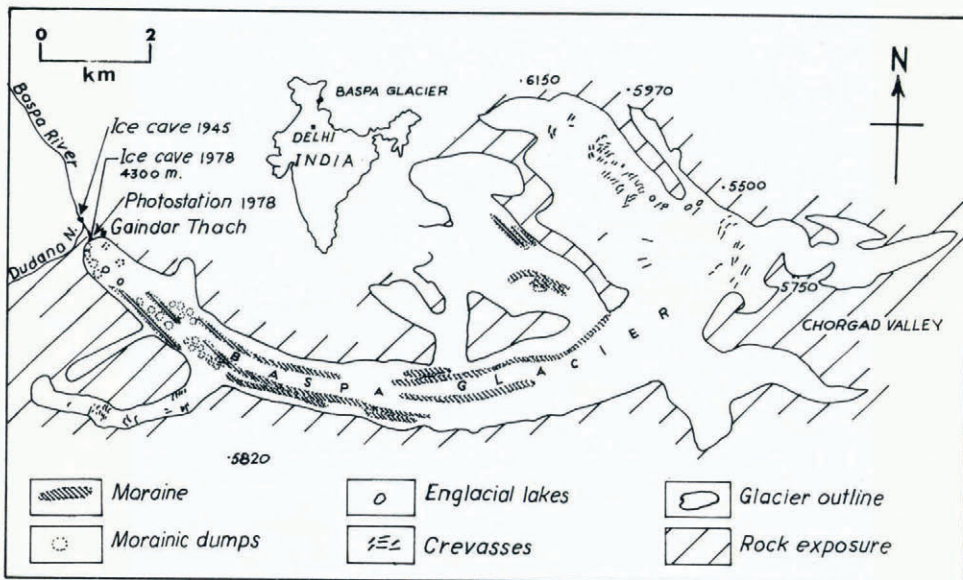 0 2
km
N
.6150
.5970
BASPA GLACIER
DELHI
INDIA
Baspa River
Ice cave 1945
Ice cave 1978
4300 m.
Photostation 1978
Gaindar Thach
Dudana N.
.5500
.5750
CHORGAD VALLEY
BASPA GLACIER
.5820
Moraine
Englacial lakes
Glacier outline
Morainic dumps
Crevasses
Rock exposure